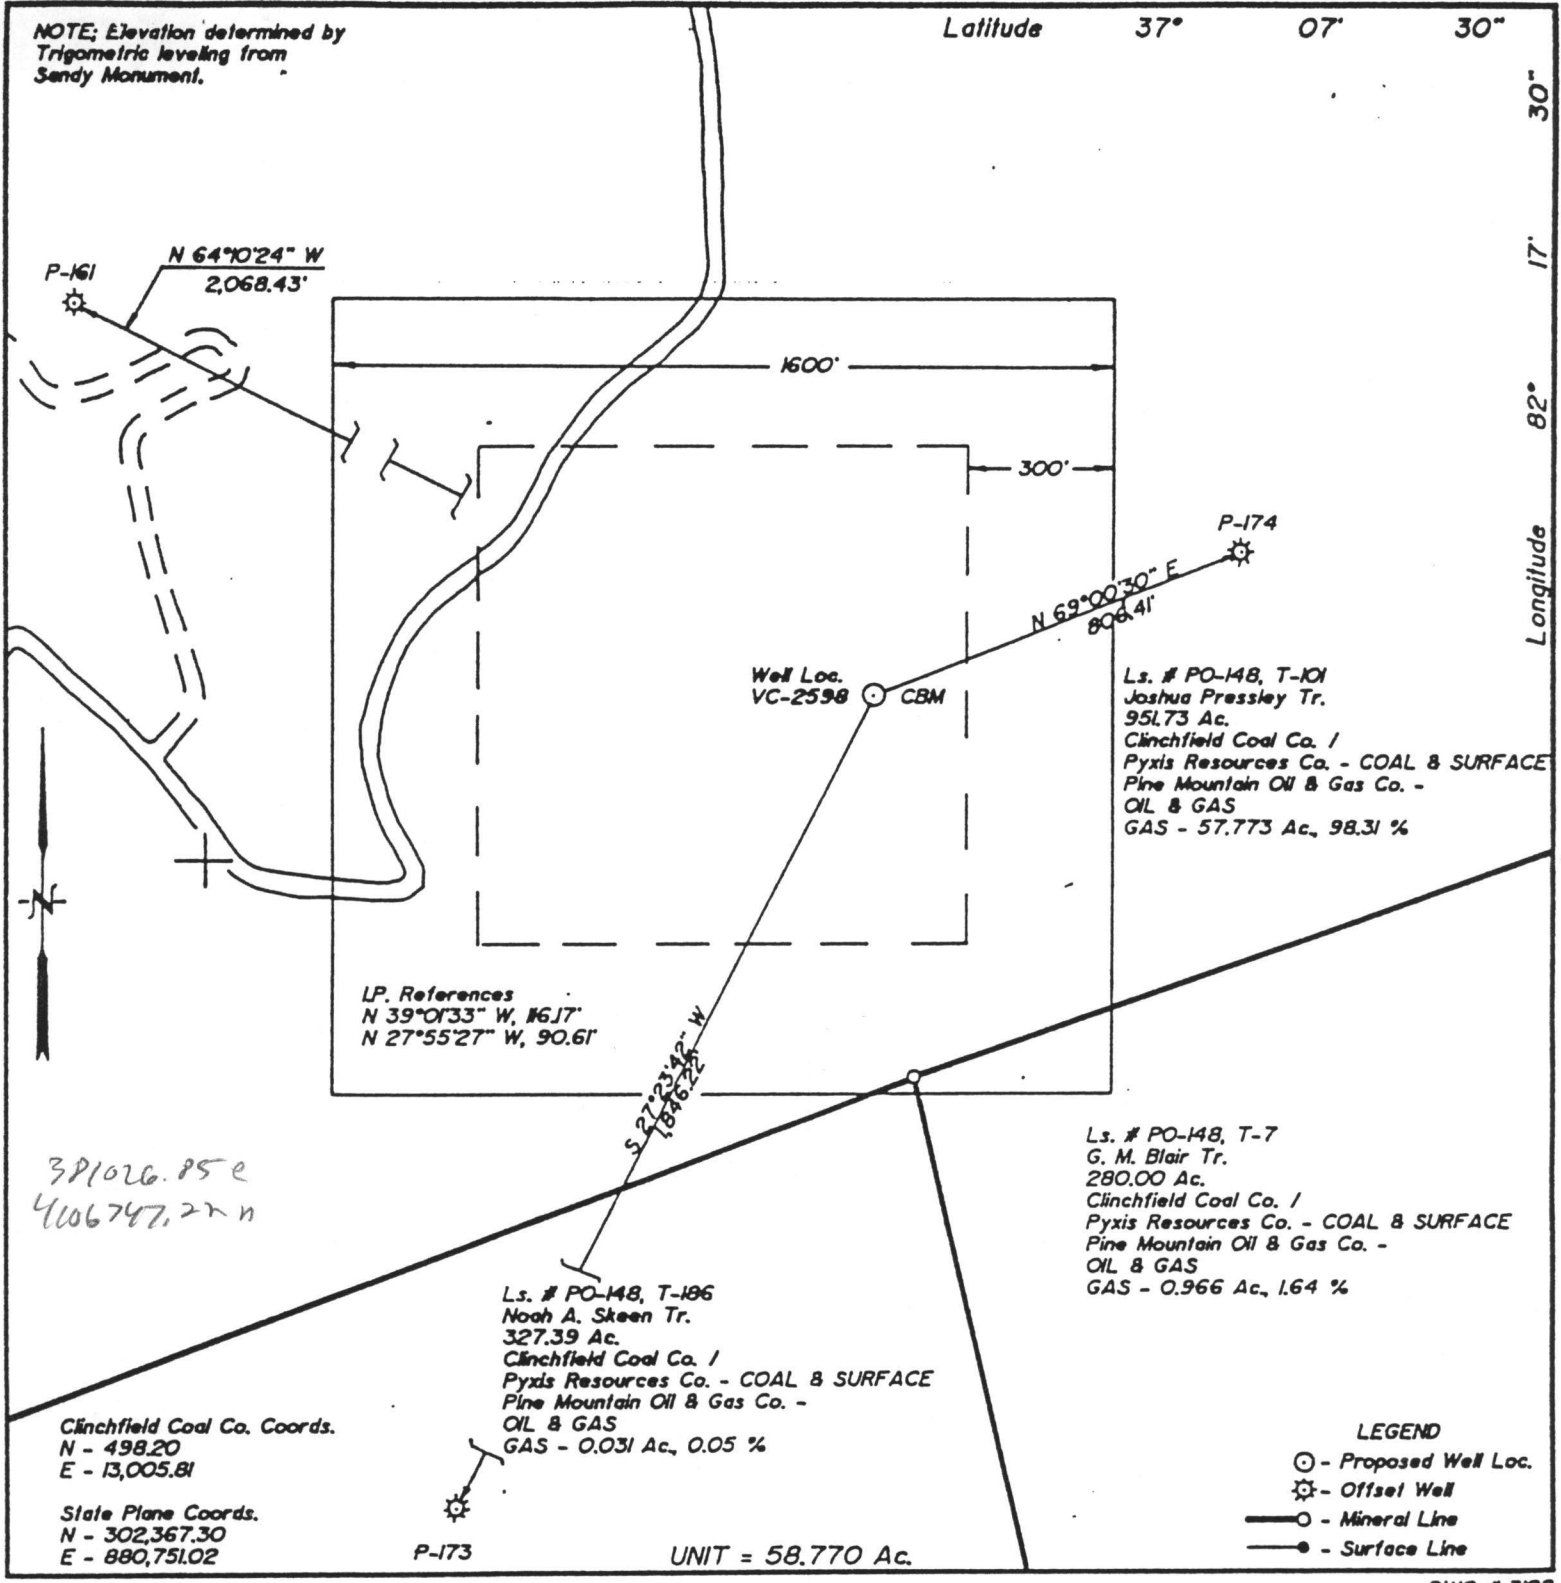 NOTE; Elevation determined by
Trigometric leveling from
Sandy Monument.
Latitude 37° 07' 30"
Longitude 82° 17' 30"
P-161
N 64°10'24" W
2,068.43'
1600'
300'
P-174
N 69°00'30" E
806.41'
Well Loc.
VC-2598
CBM
Ls. # PO-148, T-101
Joshua Pressley Tr.
951.73 Ac.
Clinchfield Coal Co. /
Pyxis Resources Co. - COAL & SURFACE
Pine Mountain Oil & Gas Co. -
OIL & GAS
GAS - 57.773 Ac., 98.31 %
N
I.P. References
N 39°01'33" W, 116.17'
N 27°55'27" W, 90.61'
S 27°23'42" W
1,846.22'
381026.85 e
4106747.22 n
Ls. # PO-148, T-7
G. M. Blair Tr.
280.00 Ac.
Clinchfield Coal Co. /
Pyxis Resources Co. - COAL & SURFACE
Pine Mountain Oil & Gas Co. -
OIL & GAS
GAS - 0.966 Ac., 1.64 %
Ls. # PO-148, T-186
Noah A. Skeen Tr.
327.39 Ac.
Clinchfield Coal Co. /
Pyxis Resources Co. - COAL & SURFACE
Pine Mountain Oil & Gas Co. -
OIL & GAS
GAS - 0.031 Ac., 0.05 %
Clinchfield Coal Co. Coords.
N - 498.20
E - 13,005.81
State Plane Coords.
N - 302,367.30
E - 880,751.02
P-173
UNIT = 58.770 Ac.
LEGEND
- Proposed Well Loc.
- Offset Well
- Mineral Line
- Surface Line